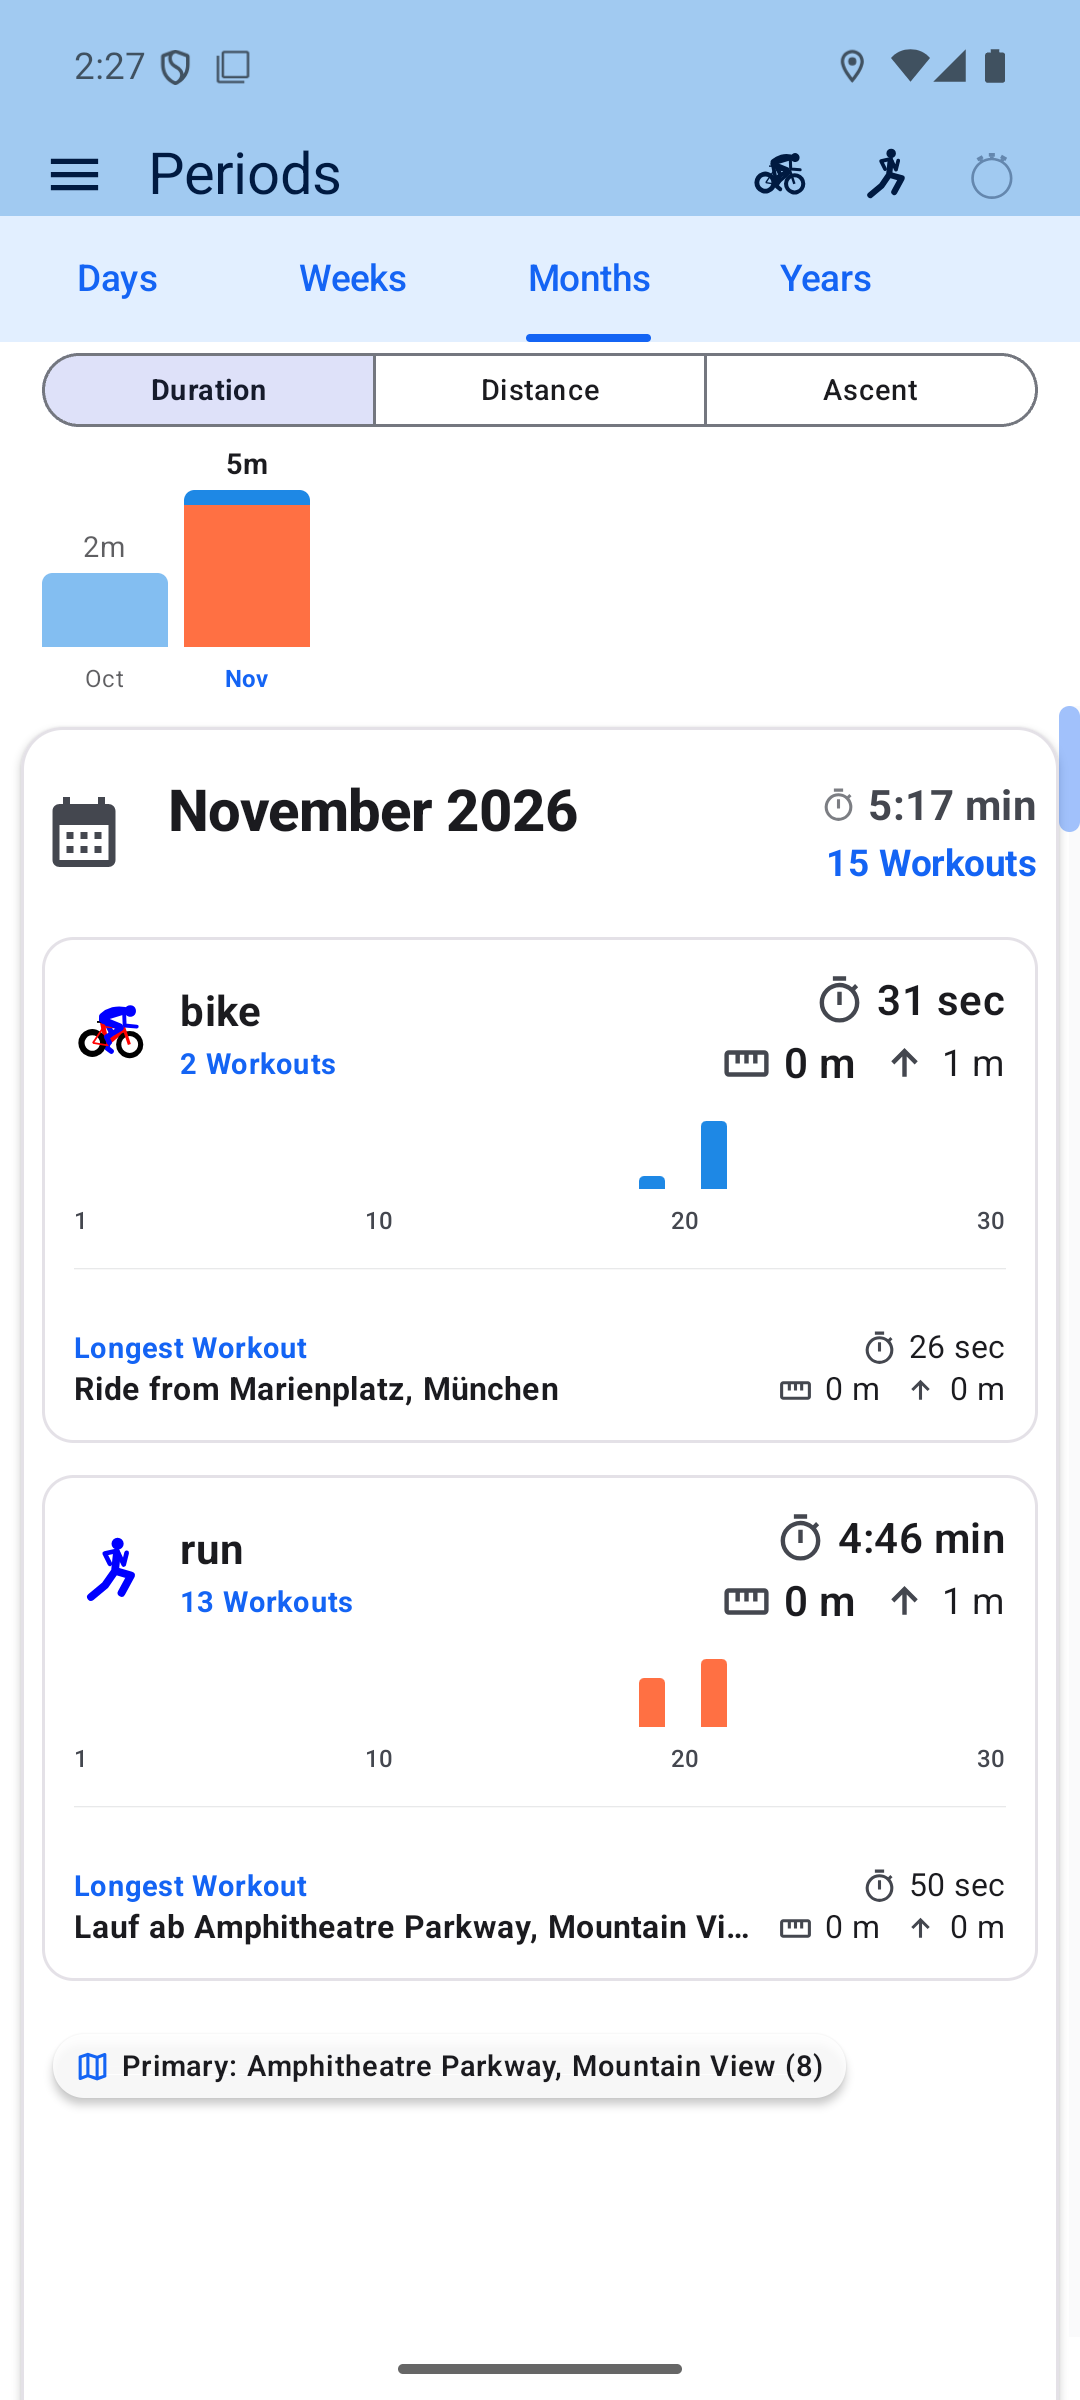 2:27
Periods
Days Weeks Months Years
Duration Distance Ascent
5m
2m
Oct Nov
November 2026
5:17 min
15 Workouts
bike
31 sec
2 Workouts
0 m 1 m
1 10 20 30
Longest Workout
26 sec
Ride from Marienplatz, München
0 m 0 m
run
4:46 min
13 Workouts
0 m 1 m
1 10 20 30
Longest Workout
50 sec
Lauf ab Amphitheatre Parkway, Mountain Vi...
0 m 0 m
Primary: Amphitheatre Parkway, Mountain View (8)